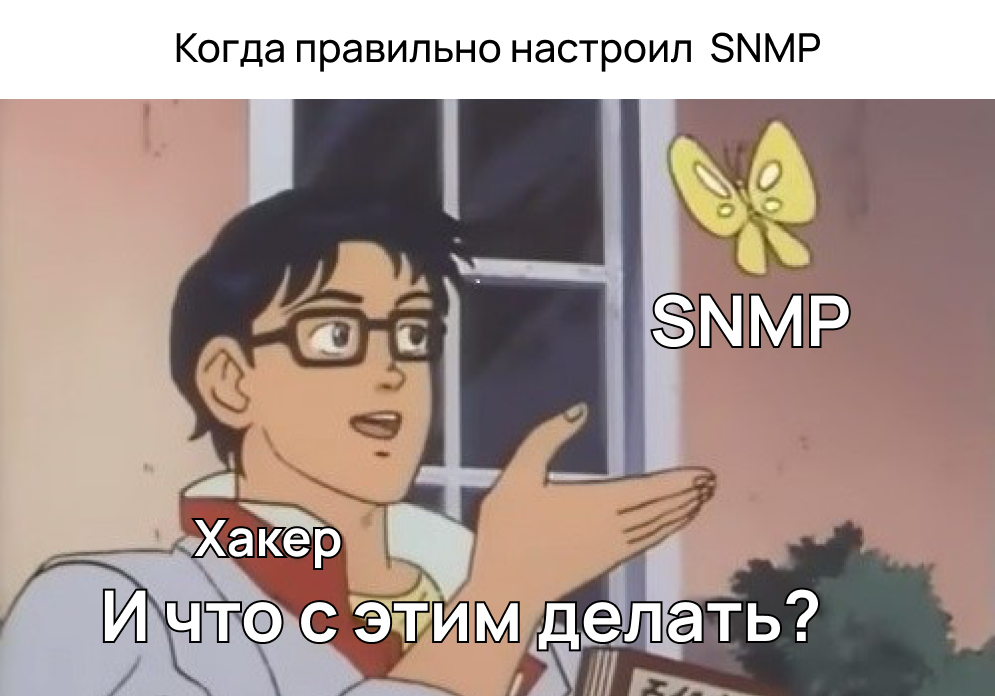 Когда правильно настроил SNMP
SNMP
Хакер
И что с этим делать?